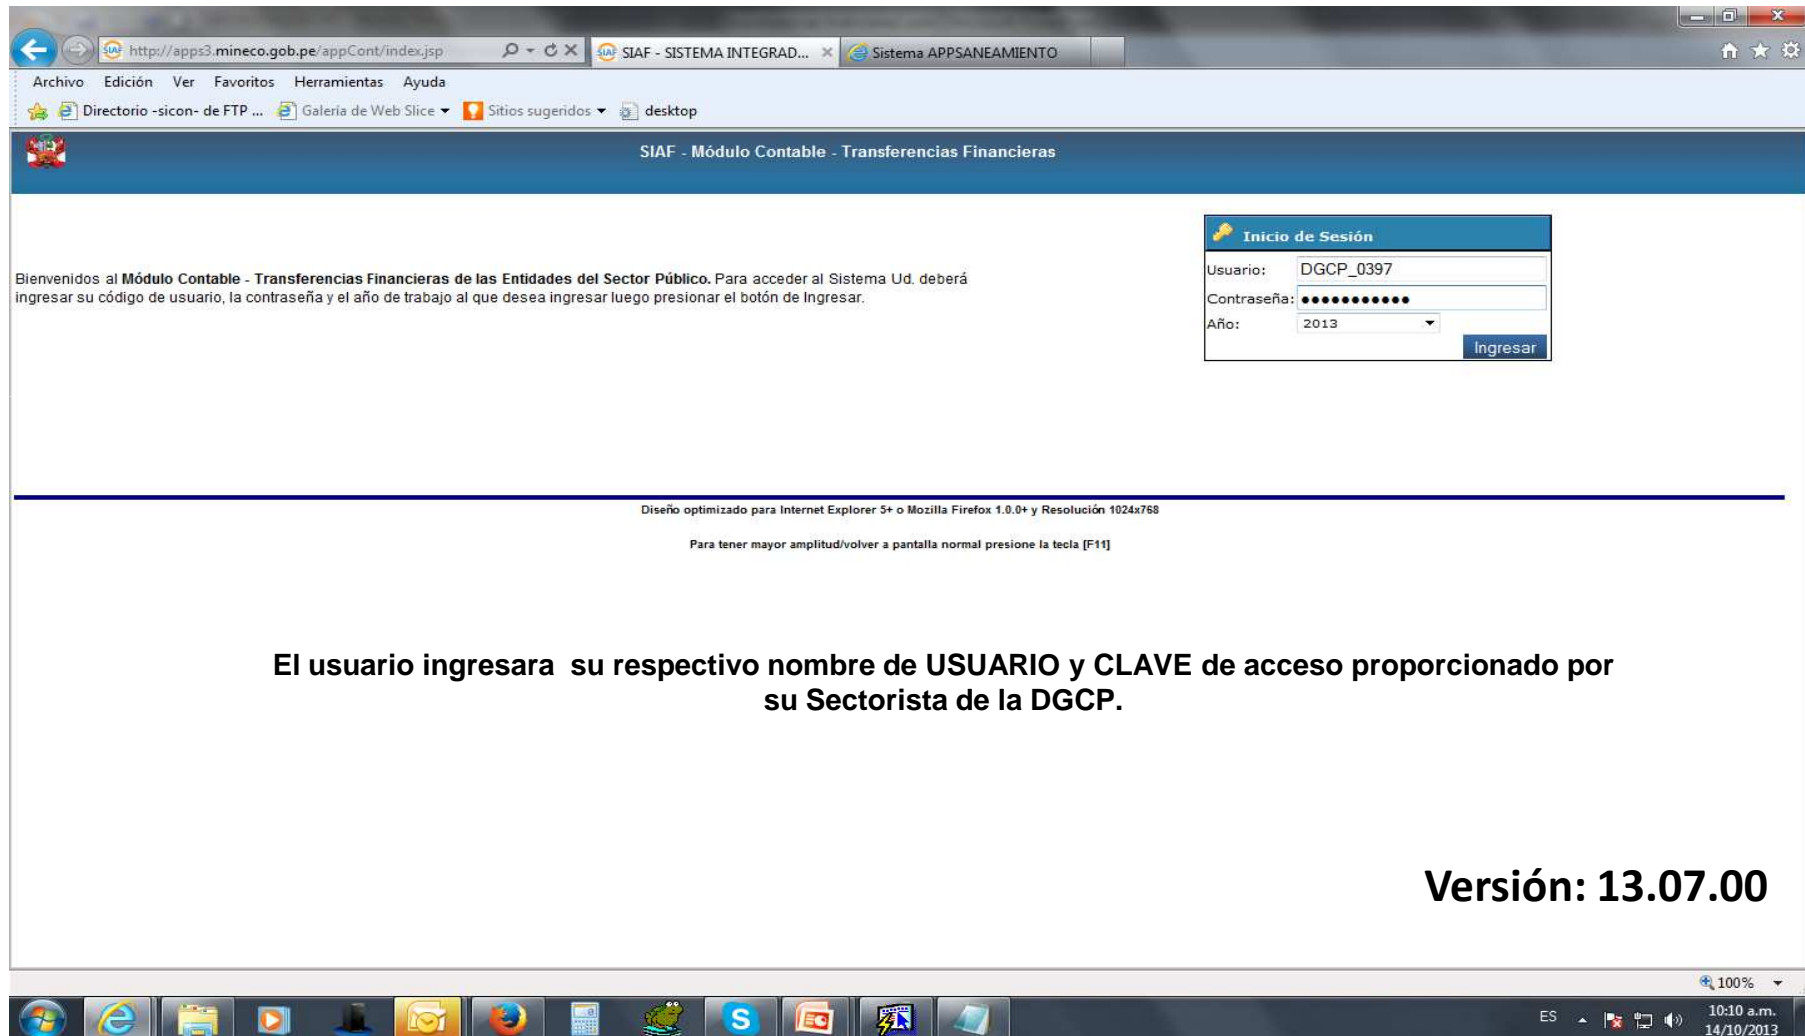 http://apps3.mineco.gob.pe/appCont/index.jsp
SIAF - SISTEMA INTEGRAD...
Sistema APPSANEAMIENTO
Archivo Edición Ver Favoritos Herramientas Ayuda
Directorio -sicon- de FTP ... Galería de Web Slice Sitios sugeridos desktop
SIAF - Módulo Contable - Transferencias Financieras
Inicio de Sesión
Usuario: DGCP_0397
Contraseña: ●●●●●●●●●●●
Año: 2013
Ingresar
Bienvenidos al Módulo Contable - Transferencias Financieras de las Entidades del Sector Público. Para acceder al Sistema Ud. deberá
ingresar su código de usuario, la contraseña y el año de trabajo al que desea ingresar luego presionar el botón de Ingresar.
Diseño optimizado para Internet Explorer 5+ o Mozilla Firefox 1.0.0+ y Resolución 1024x768
Para tener mayor amplitud/volver a pantalla normal presione la tecla [F11]
El usuario ingresara su respectivo nombre de USUARIO y CLAVE de acceso proporcionado por
su Sectorista de la DGCP.
Versión: 13.07.00
100%
ES
10:10 a.m.
14/10/2013